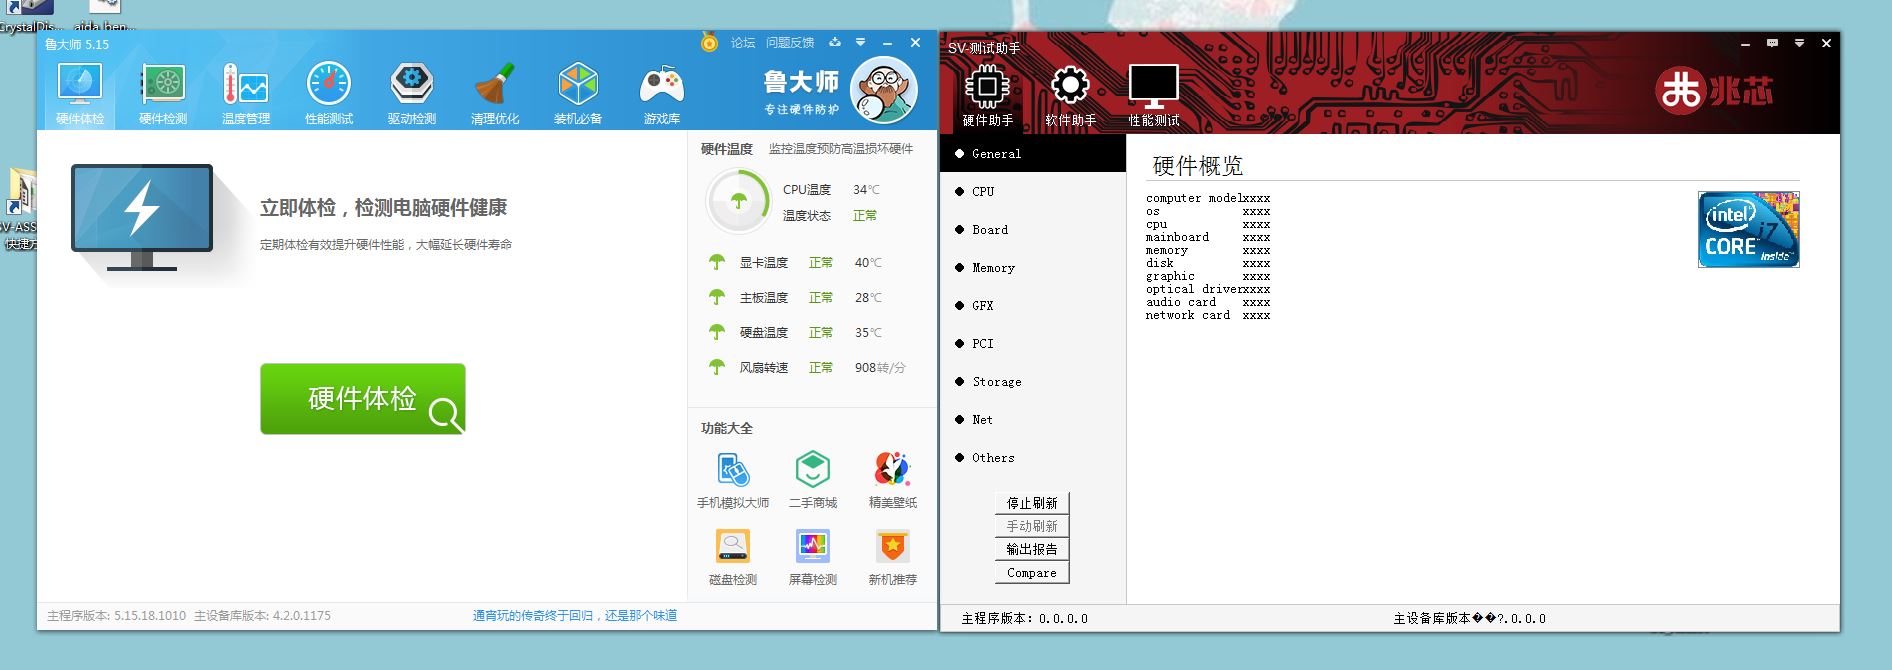 CrystalDis...
aida_ben...
SV-ASS
快捷方
鲁大师 5.15
论坛 问题反馈
硬件体检 硬件检测 温度管理 性能测试 驱动检测 清理优化 装机必备 游戏库
鲁大师
专注硬件防护
立即体检，检测电脑硬件健康
定期体检有效提升硬件性能，大幅延长硬件寿命
硬件体检
硬件温度 监控温度预防高温损坏硬件
CPU温度 34℃
温度状态 正常
显卡温度 正常 40℃
主板温度 正常 28℃
硬盘温度 正常 35℃
风扇转速 正常 908转/分
功能大全
手机模拟大师 二手商城 精美壁纸
磁盘检测 屏幕检测 新机推荐
主程序版本: 5.15.18.1010 主设备库版本: 4.2.0.1175
通宵玩的传奇终于回归，还是那个味道
SV-测试助手
硬件助手 软件助手 性能测试
兆芯
General
CPU
Board
Memory
GFX
PCI
Storage
Net
Others
停止刷新
手动刷新
输出报告
Compare
硬件概览
computer modelxxxx
os xxxx
cpu xxxx
mainboard xxxx
memory xxxx
disk xxxx
graphic xxxx
optical driverxxxx
audio card xxxx
network card xxxx
intel
CORE i7
inside™
主程序版本: 0.0.0.0
主设备库版本��?.0.0.0